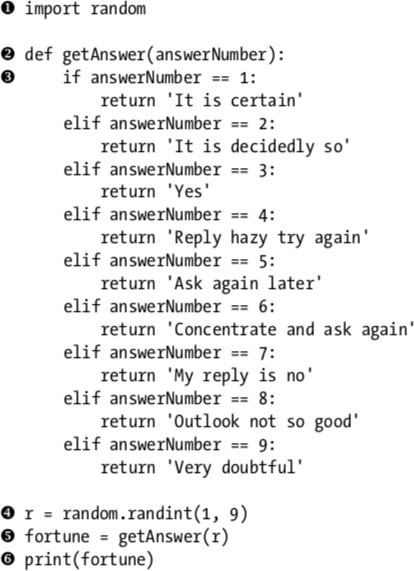 ❶ import random

❷ def getAnswer(answerNumber):
❸     if answerNumber == 1:
        return 'It is certain'
    elif answerNumber == 2:
        return 'It is decidedly so'
    elif answerNumber == 3:
        return 'Yes'
    elif answerNumber == 4:
        return 'Reply hazy try again'
    elif answerNumber == 5:
        return 'Ask again later'
    elif answerNumber == 6:
        return 'Concentrate and ask again'
    elif answerNumber == 7:
        return 'My reply is no'
    elif answerNumber == 8:
        return 'Outlook not so good'
    elif answerNumber == 9:
        return 'Very doubtful'

❹ r = random.randint(1, 9)
❺ fortune = getAnswer(r)
❻ print(fortune)